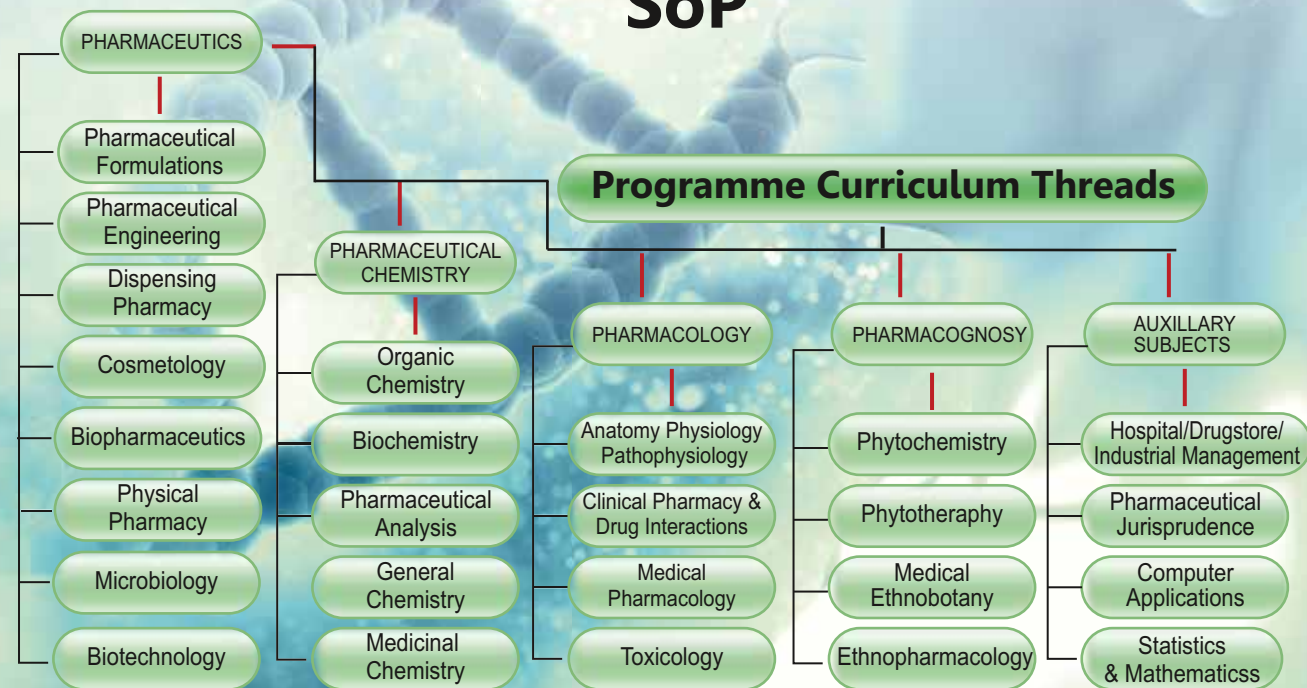 SoP
PHARMACEUTICS
Pharmaceutical
Formulations
Pharmaceutical
Engineering
Dispensing
Pharmacy
Cosmetology
Biopharmaceutics
Physical
Pharmacy
Microbiology
Biotechnology
Programme Curriculum Threads
PHARMACEUTICAL
CHEMISTRY
Organic
Chemistry
Biochemistry
Pharmaceutical
Analysis
General
Chemistry
Medicinal
Chemistry
PHARMACOLOGY
Anatomy Physiology
Pathophysiology
Clinical Pharmacy &
Drug Interactions
Medical
Pharmacology
Toxicology
PHARMACOGNOSY
Phytochemistry
Phytotheraphy
Medical
Ethnobotany
Ethnopharmacology
AUXILLARY
SUBJECTS
Hospital/Drugstore/
Industrial Management
Pharmaceutical
Jurisprudence
Computer
Applications
Statistics
& Mathematicss